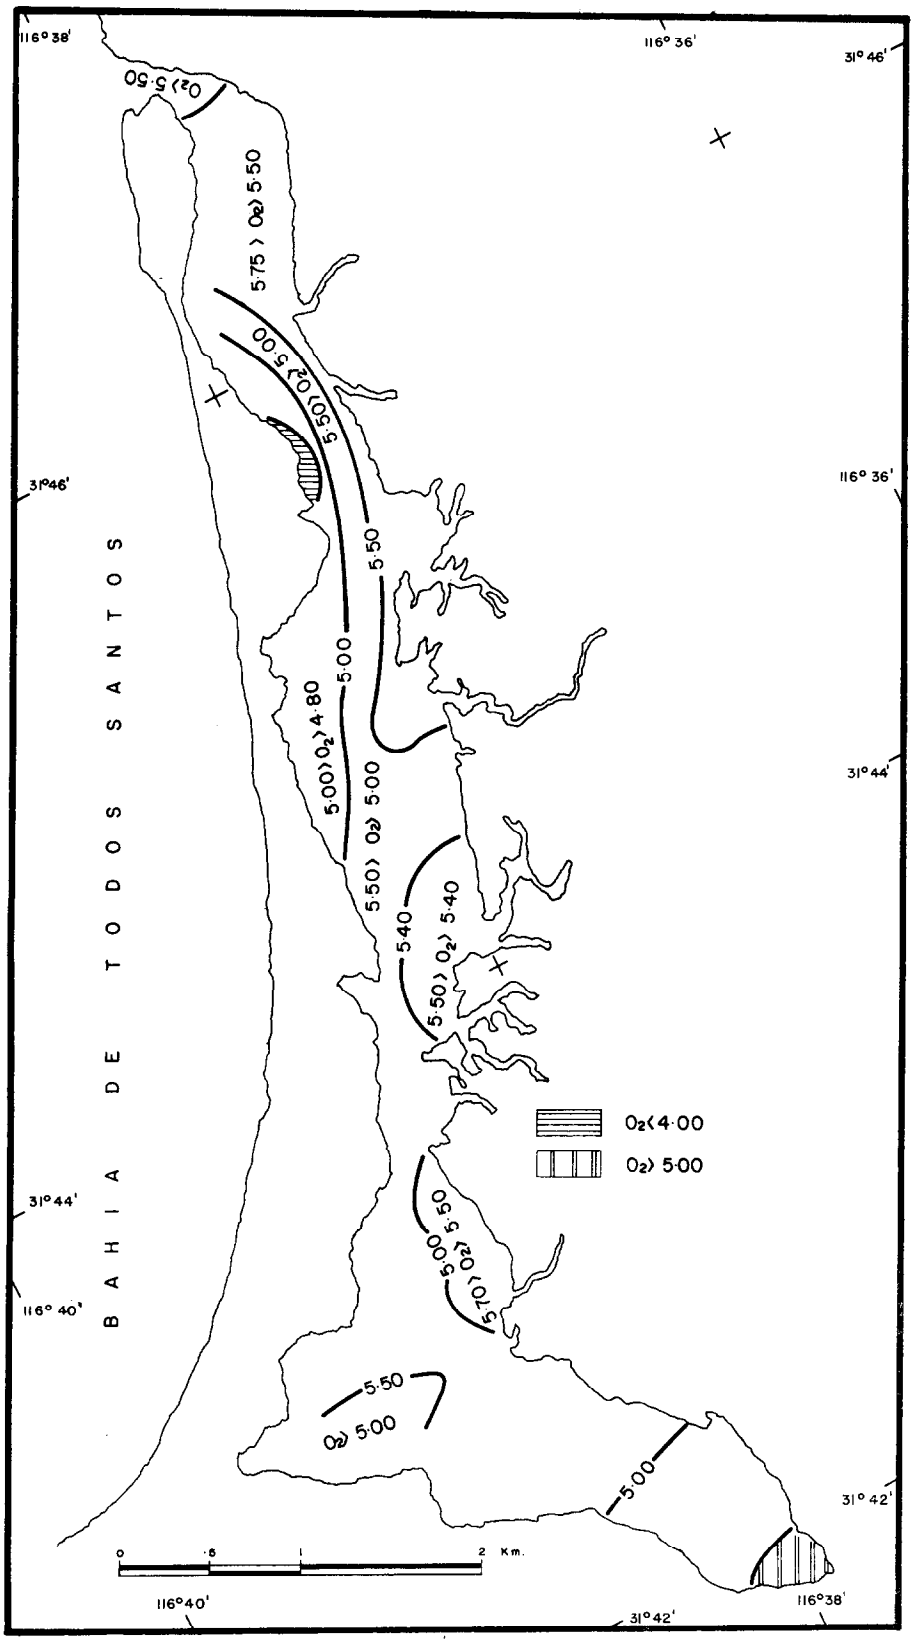 116° 38'
116° 36'
31° 46'
O₂⟩ 5·50
5·75 ⟩ O₂⟩ 5·50
5·50⟩ O₂⟩ 5·00
31°46'
116° 36'
5·50
5·00
5·00⟩O₂⟩4·80
5·50⟩ O₂⟩ 5·00
31° 44'
5·40
5·50⟩ O₂⟩ 5·40
BAHIA DE TODOS SANTOS
O₂⟨4·00
O₂⟩ 5·00
31°44'
5·00
5·70⟩ O₂⟩ 5·50
116° 40'
5·50
O₂⟩ 5·00
5·00
31° 42'
0 ·5 1 2 Km.
116°40'
31°42'
116° 38'